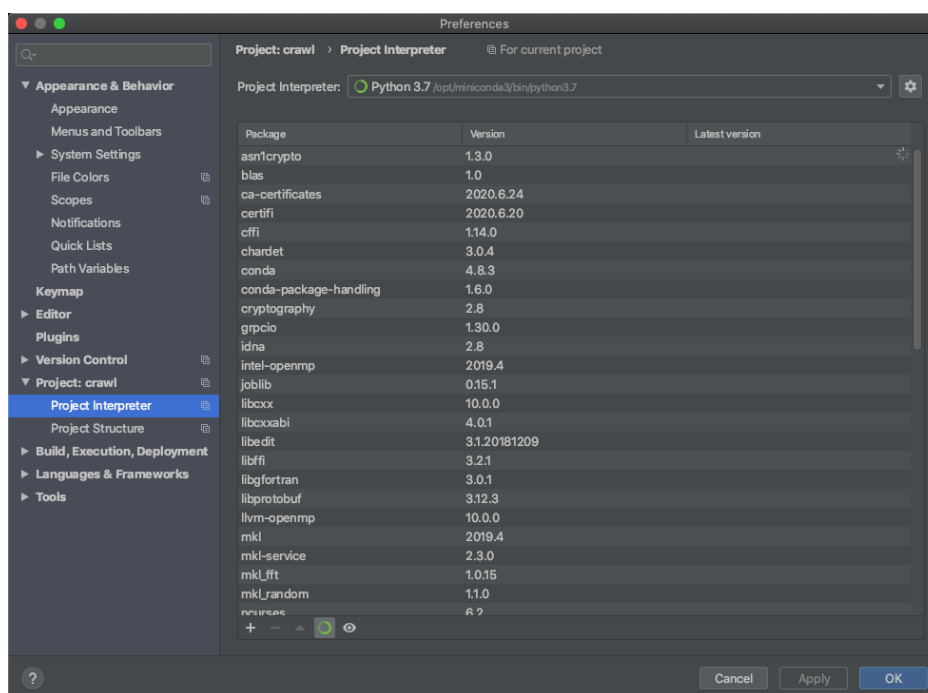 Preferences
Project: crawl › Project Interpreter For current project
Appearance & Behavior
Appearance
Menus and Toolbars
System Settings
File Colors
Scopes
Notifications
Quick Lists
Path Variables
Keymap
Editor
Plugins
Version Control
Project: crawl
Project Interpreter
Project Structure
Build, Execution, Deployment
Languages & Frameworks
Tools
Project Interpreter: Python 3.7 /opt/miniconda3/bin/python3.7
Package Version Latest version
asn1crypto 1.3.0
blas 1.0
ca-certificates 2020.6.24
certifi 2020.6.20
cffi 1.14.0
chardet 3.0.4
conda 4.8.3
conda-package-handling 1.6.0
cryptography 2.8
grpcio 1.30.0
idna 2.8
intel-openmp 2019.4
joblib 0.15.1
libcxx 10.0.0
libcxxabi 4.0.1
libedit 3.1.20181209
libffi 3.2.1
libgfortran 3.0.1
libprotobuf 3.12.3
llvm-openmp 10.0.0
mkl 2019.4
mkl-service 2.3.0
mkl_fft 1.0.15
mkl_random 1.1.0
ncurses 6.2
? Cancel Apply OK